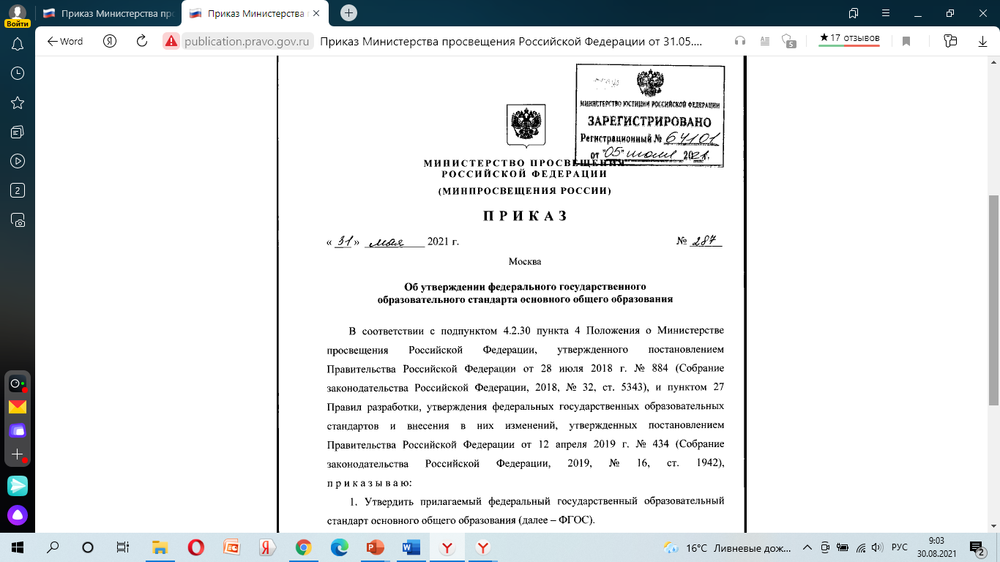 Войти
Приказ Министерства про
Приказ Министерства п
Word
publication.pravo.gov.ru
Приказ Министерства просвещения Российской Федерации от 31.05....
5
★17 отзывов
2
МИНИСТЕРСТВО ЮСТИЦИИ РОССИЙСКОЙ ФЕДЕРАЦИИ
ЗАРЕГИСТРИРОВАНО
Регистрационный № 64101
от "05" июля 2021г.
МИНИСТЕРСТВО ПРОСВЕЩЕНИЯ
РОССИЙСКОЙ ФЕДЕРАЦИИ
(МИНПРОСВЕЩЕНИЯ РОССИИ)
ПРИКАЗ
« 31 » мая 2021 г.
№ 287
Москва
Об утверждении федерального государственного
образовательного стандарта основного общего образования
В соответствии с подпунктом 4.2.30 пункта 4 Положения о Министерстве
просвещения Российской Федерации, утвержденного постановлением
Правительства Российской Федерации от 28 июля 2018 г. № 884 (Собрание
законодательства Российской Федерации, 2018, № 32, ст. 5343), и пунктом 27
Правил разработки, утверждения федеральных государственных образовательных
стандартов и внесения в них изменений, утвержденных постановлением
Правительства Российской Федерации от 12 апреля 2019 г. № 434 (Собрание
законодательства Российской Федерации, 2019, № 16, ст. 1942),
п р и к а з ы в а ю:
1. Утвердить прилагаемый федеральный государственный образовательный
стандарт основного общего образования (далее – ФГОС).
16°C Ливневые дож...
РУС
9:03
30.08.2021
2